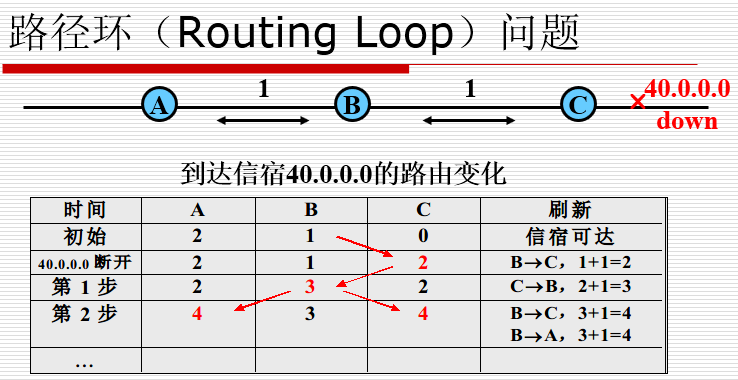 路径环（Routing Loop）问题
1 1 40.0.0.0
A B C
down
到达信宿40.0.0.0的路由变化
时间 A B C 刷新
初始 2 1 0 信宿可达
40.0.0.0 断开 2 1 2 B→C，1+1=2
第 1 步 2 3 2 C→B，2+1=3
第 2 步 4 3 4 B→C，3+1=4
B→A，3+1=4
…